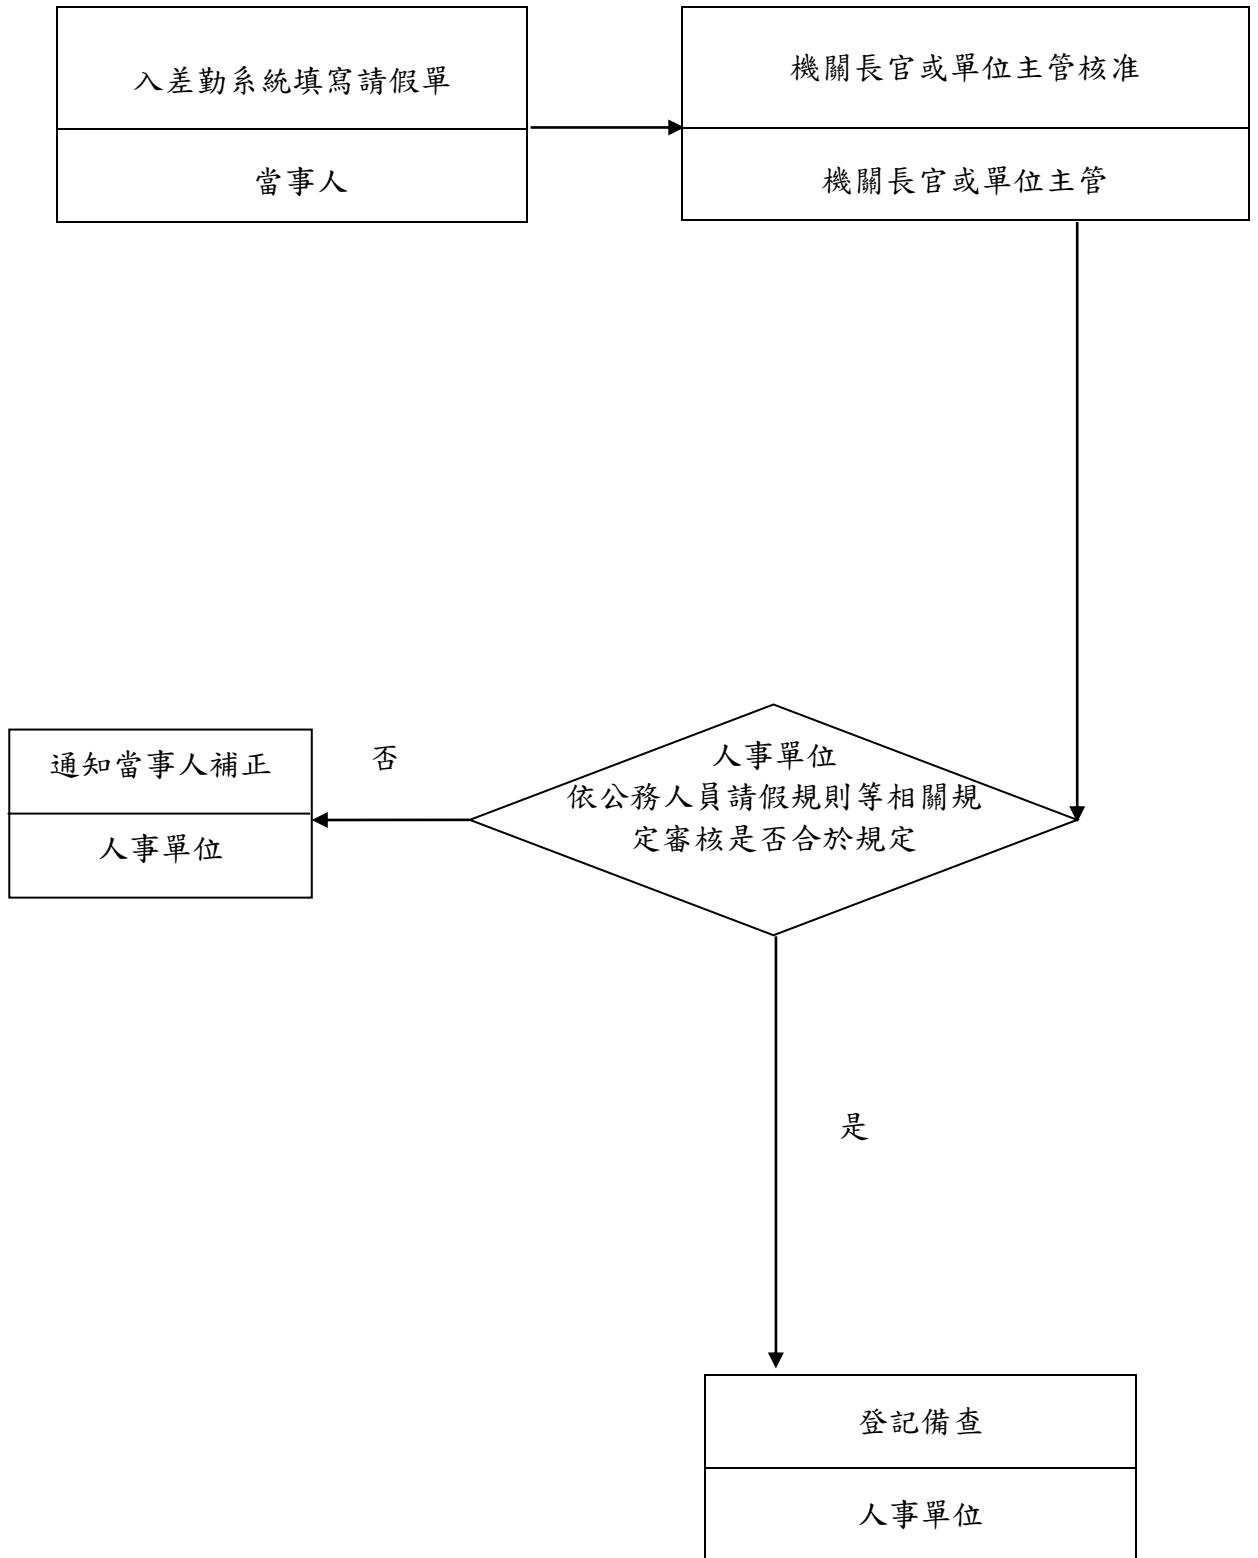 入差勤系統填寫請假單
當事人
機關長官或單位主管核准
機關長官或單位主管
人事單位
依公務人員請假規則等相關規
定審核是否合於規定
否
通知當事人補正
人事單位
是
登記備查
人事單位